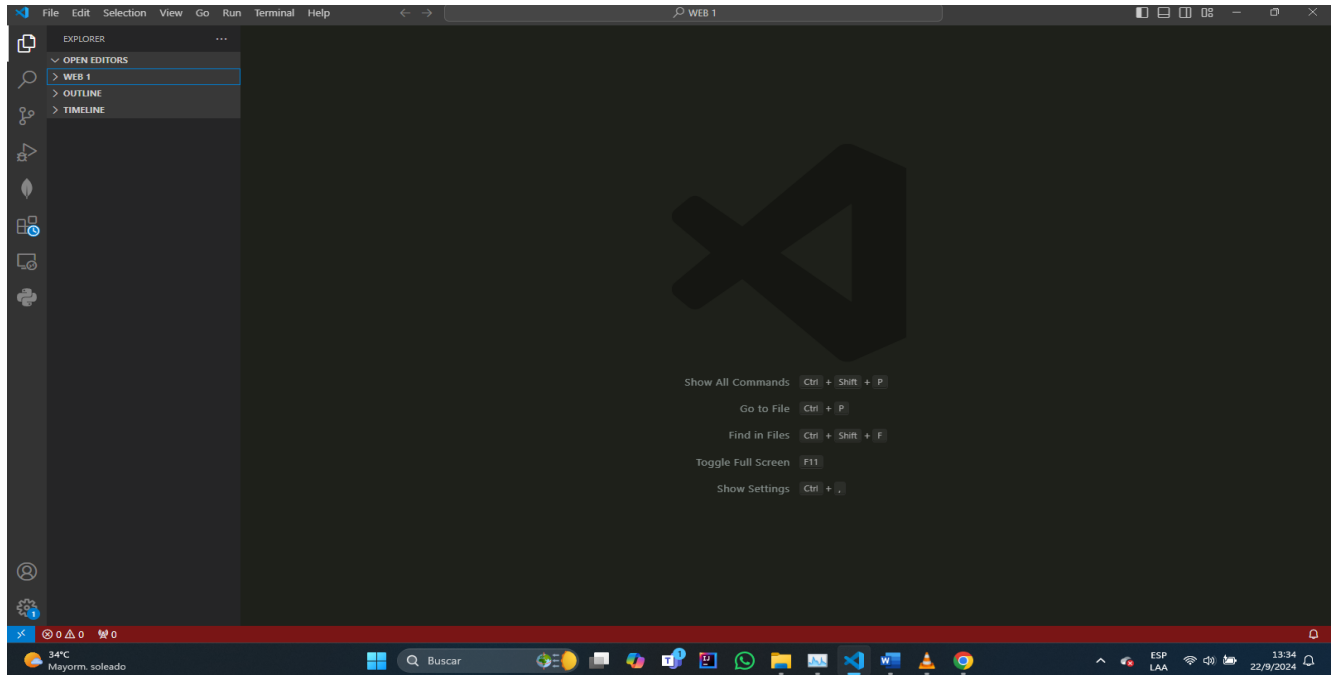 File Edit Selection View Go Run Terminal Help
WEB 1
EXPLORER
OPEN EDITORS
WEB 1
OUTLINE
TIMELINE
Show All Commands Ctrl + Shift + P
Go to File Ctrl + P
Find in Files Ctrl + Shift + F
Toggle Full Screen F11
Show Settings Ctrl + ,
1
0 0 0
34°C
Mayorm. soleado
Buscar
1
ESP
LAA
13:34
22/9/2024